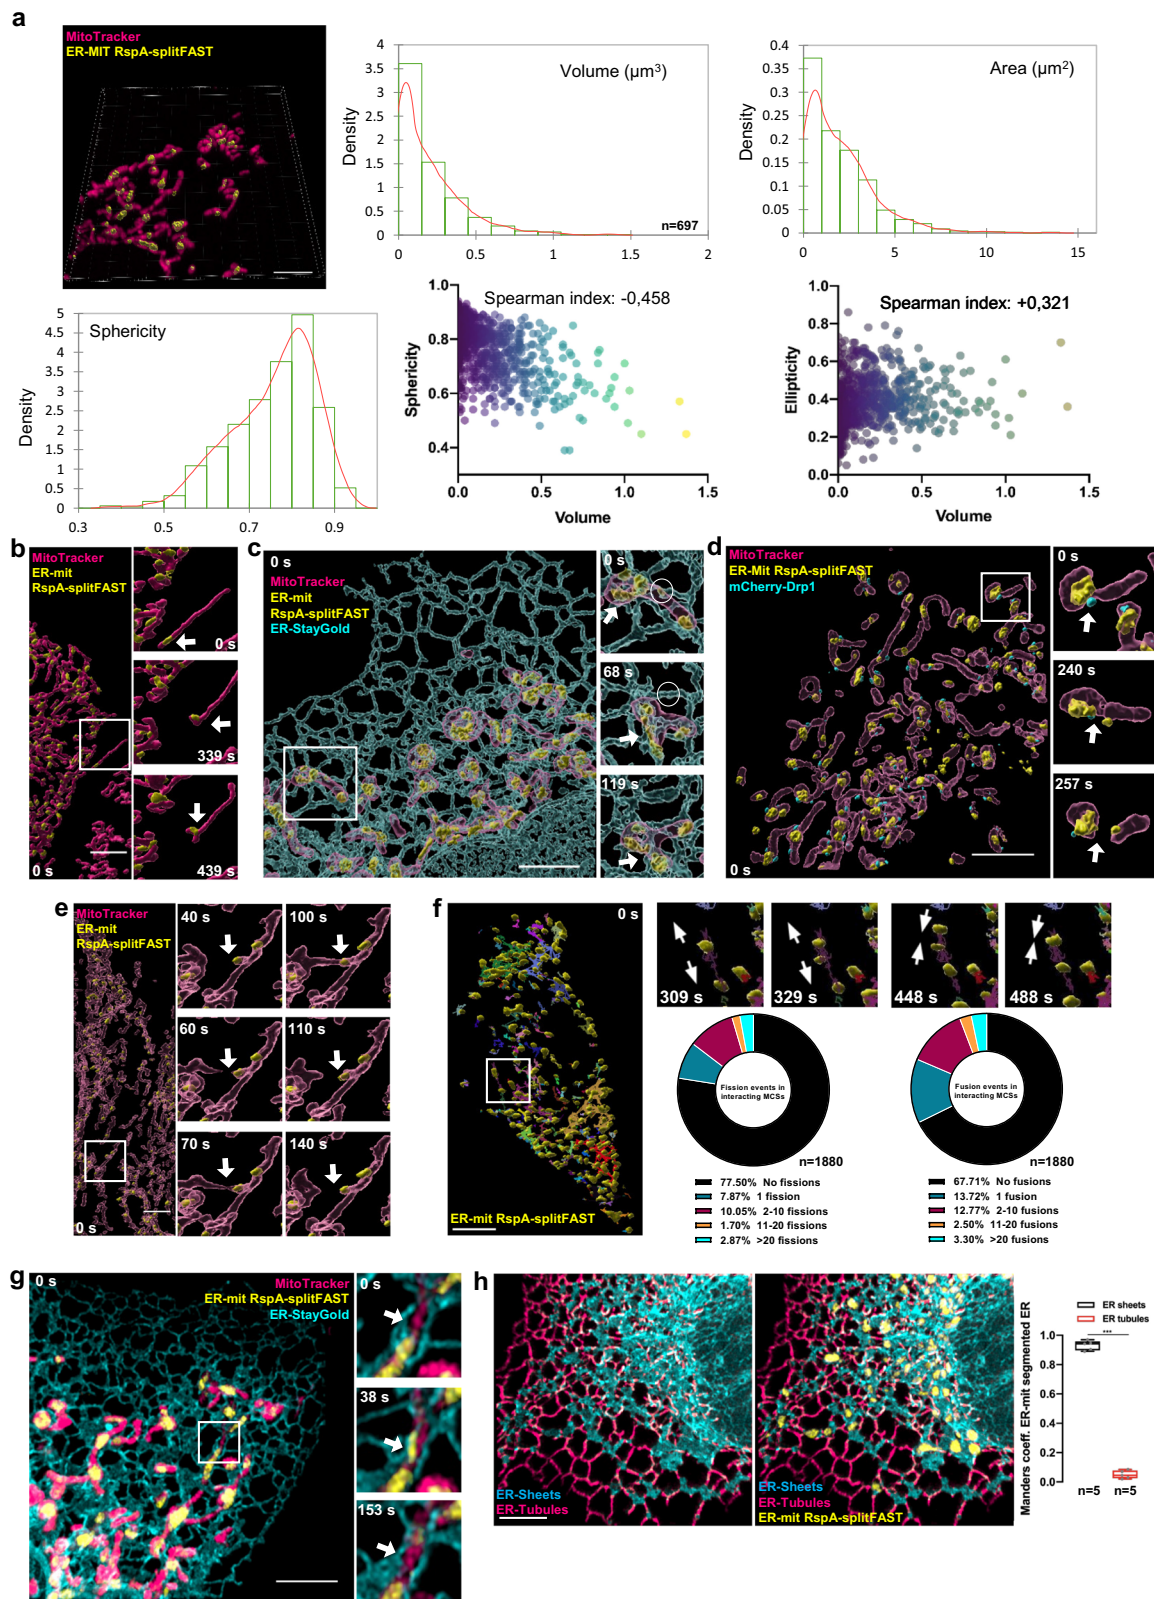 a
MitoTracker
ER-MIT RspA-splitFAST
Density
4
3.5
3
2.5
2
1.5
1
0.5
0
Volume (µm³)
n=697
0
0.5
1
1.5
2
Density
0.4
0.35
0.3
0.25
0.2
0.15
0.1
0.05
0
Area (µm²)
0
5
10
15
Density
5
4.5
4
3.5
3
2.5
2
1.5
1
0.5
0
Sphericity
0.3
0.5
0.7
0.9
Sphericity
1.0
0.8
0.6
0.4
Spearman index: -0,458
0.0
0.5
1.0
1.5
Volume
Ellipticity
1.0
0.8
0.6
0.4
0.2
0.0
Spearman index: +0,321
0.0
0.5
1.0
1.5
Volume
b
MitoTracker
ER-mit
RspA-splitFAST
0 s
0 s
339 s
439 s
c
0 s
MitoTracker
ER-mit
RspA-splitFAST
ER-StayGold
0 s
68 s
119 s
d
MitoTracker
ER-Mit RspA-splitFAST
mCherry-Drp1
0 s
0 s
240 s
257 s
e
MitoTracker
ER-mit
RspA-splitFAST
0 s
40 s
100 s
60 s
110 s
70 s
140 s
f
0 s
ER-mit RspA-splitFAST
309 s
329 s
448 s
488 s
Fission events in
interacting MCSs
n=1880
77.50% No fissions
7.87% 1 fission
10.05% 2-10 fissions
1.70% 11-20 fissions
2.87% >20 fissions
Fusion events in
interacting MCSs
n=1880
67.71% No fusions
13.72% 1 fusion
12.77% 2-10 fusions
2.50% 11-20 fusions
3.30% >20 fusions
g
0 s
MitoTracker
ER-mit RspA-splitFAST
ER-StayGold
0 s
38 s
153 s
h
ER-Sheets
ER-Tubules
ER-Sheets
ER-Tubules
ER-mit RspA-splitFAST
Manders coeff. ER-mit segmented ER
ER sheets
ER tubules
***
1.0
0.8
0.6
0.4
0.2
0.0
n=5
n=5